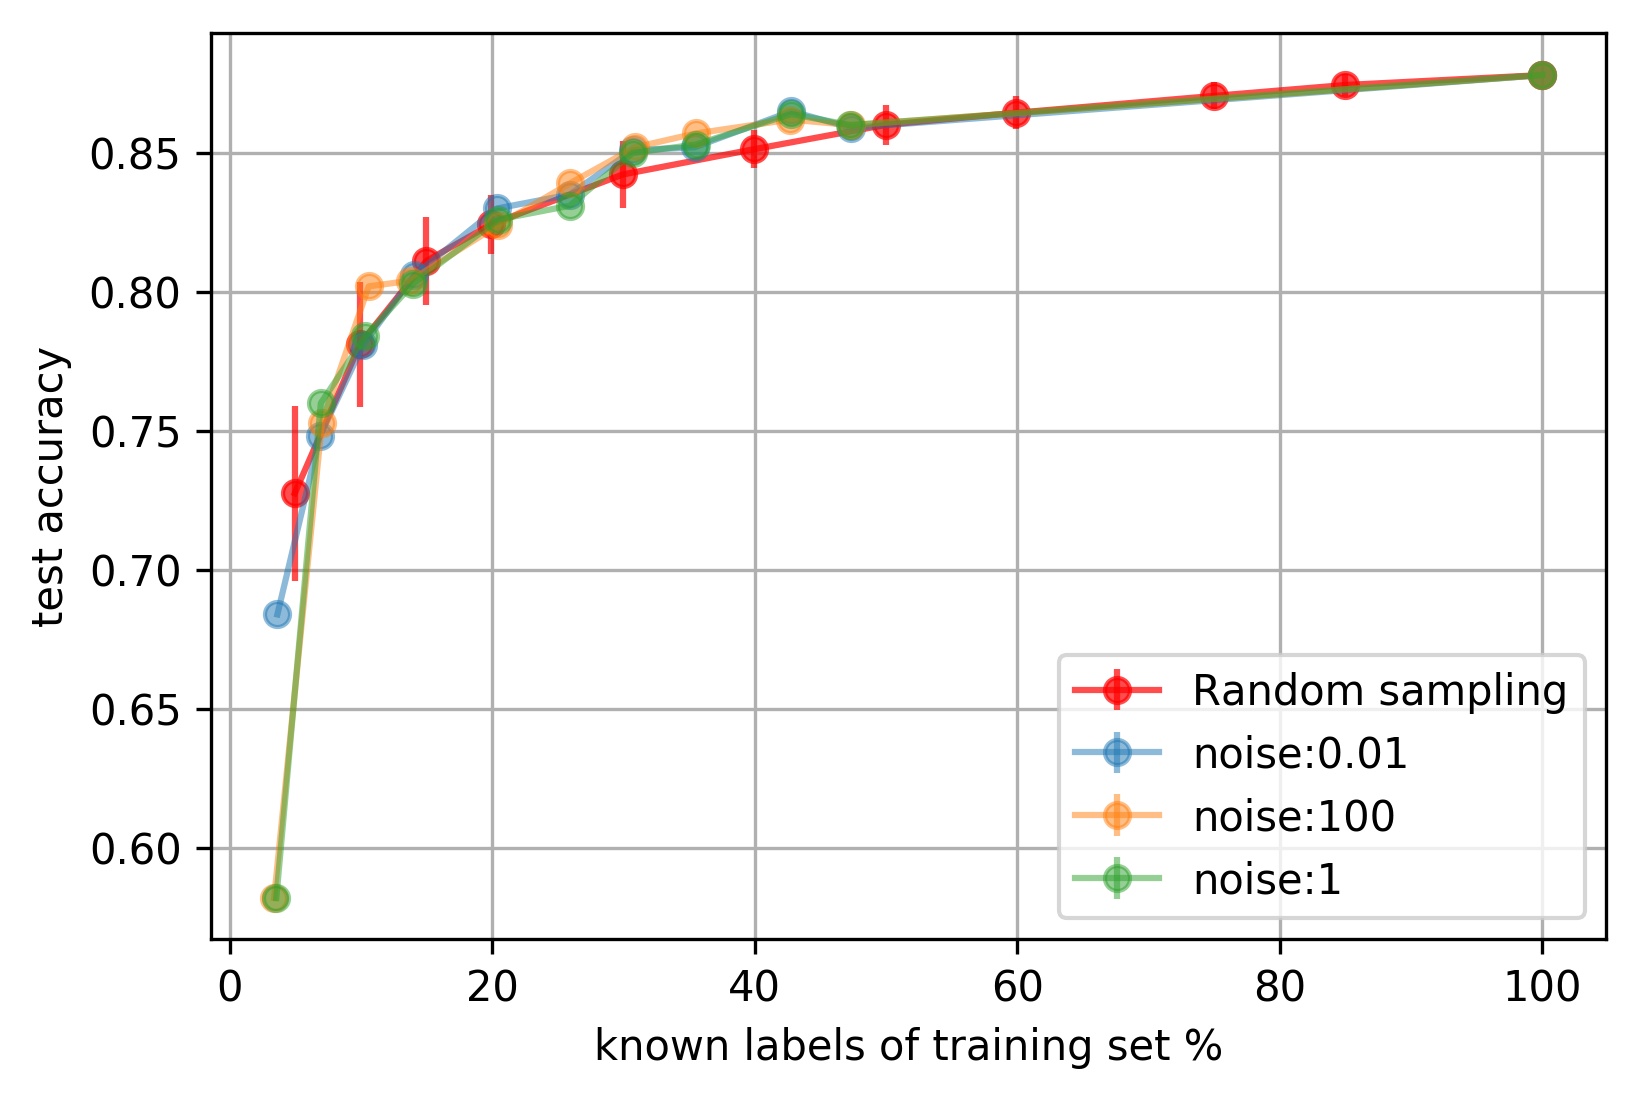 0.85
0.80
0.75
0.70
0.65
0.60
test accuracy
Random sampling
noise:0.01
noise:100
noise:1
0 20 40 60 80 100
known labels of training set %